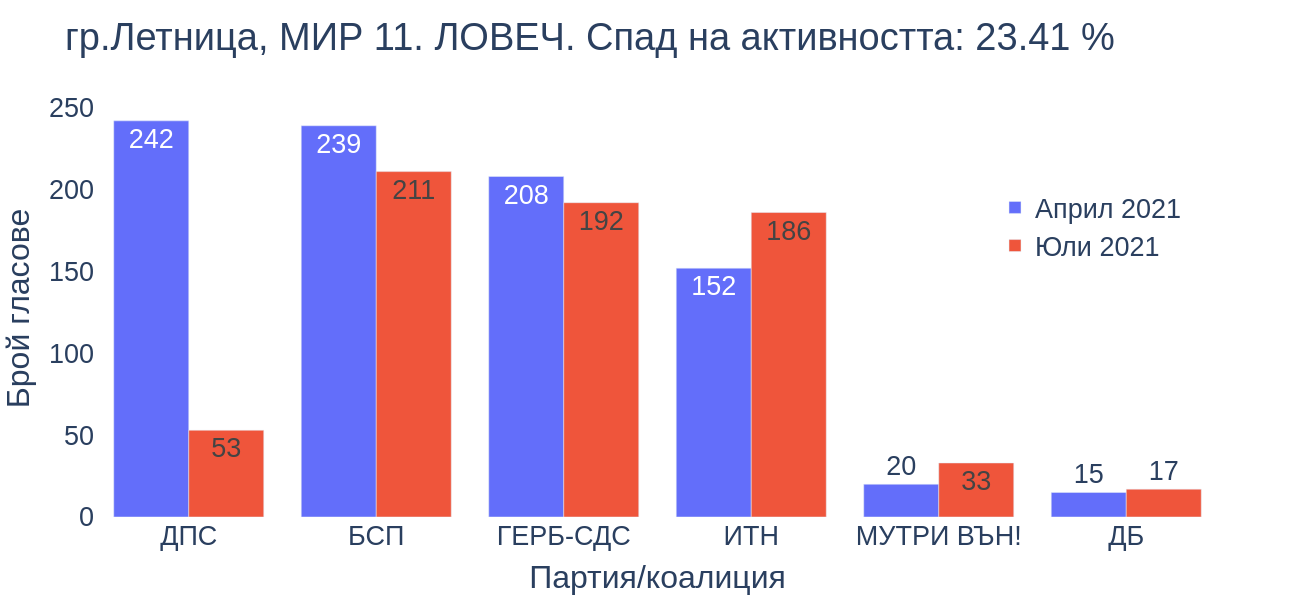 гр.Летница, МИР 11. ЛОВЕЧ. Спад на активността: 23.41 %
Брой гласове
250
200
150
100
50
0
242
53
239
211
208
192
152
186
20
33
15
17
Април 2021
Юли 2021
ДПС
БСП
ГЕРБ-СДС
ИТН
МУТРИ ВЪН!
ДБ
Партия/коалиция